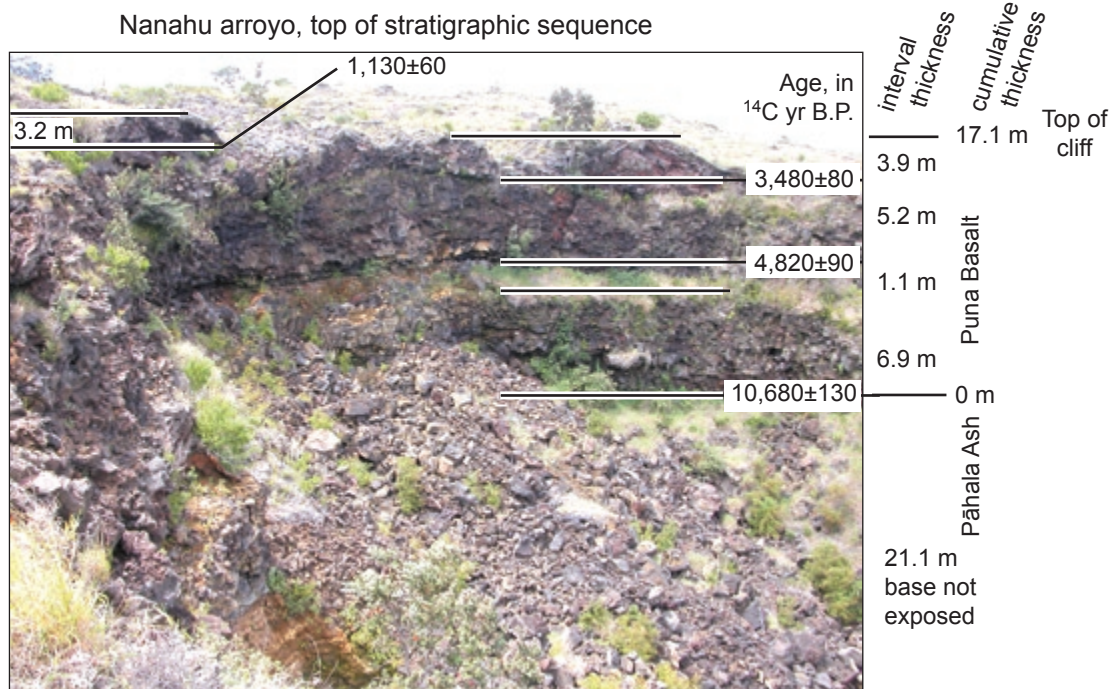 Nanahu arroyo, top of stratigraphic sequence
1,130±60
3.2 m
Age, in
¹⁴C yr B.P.
interval
thickness
cumulative
thickness
17.1 m
Top of
cliff
3.9 m
3,480±80
5.2 m
4,820±90
1.1 m
Puna Basalt
6.9 m
10,680±130
0 m
Pāhala Ash
21.1 m
base not
exposed